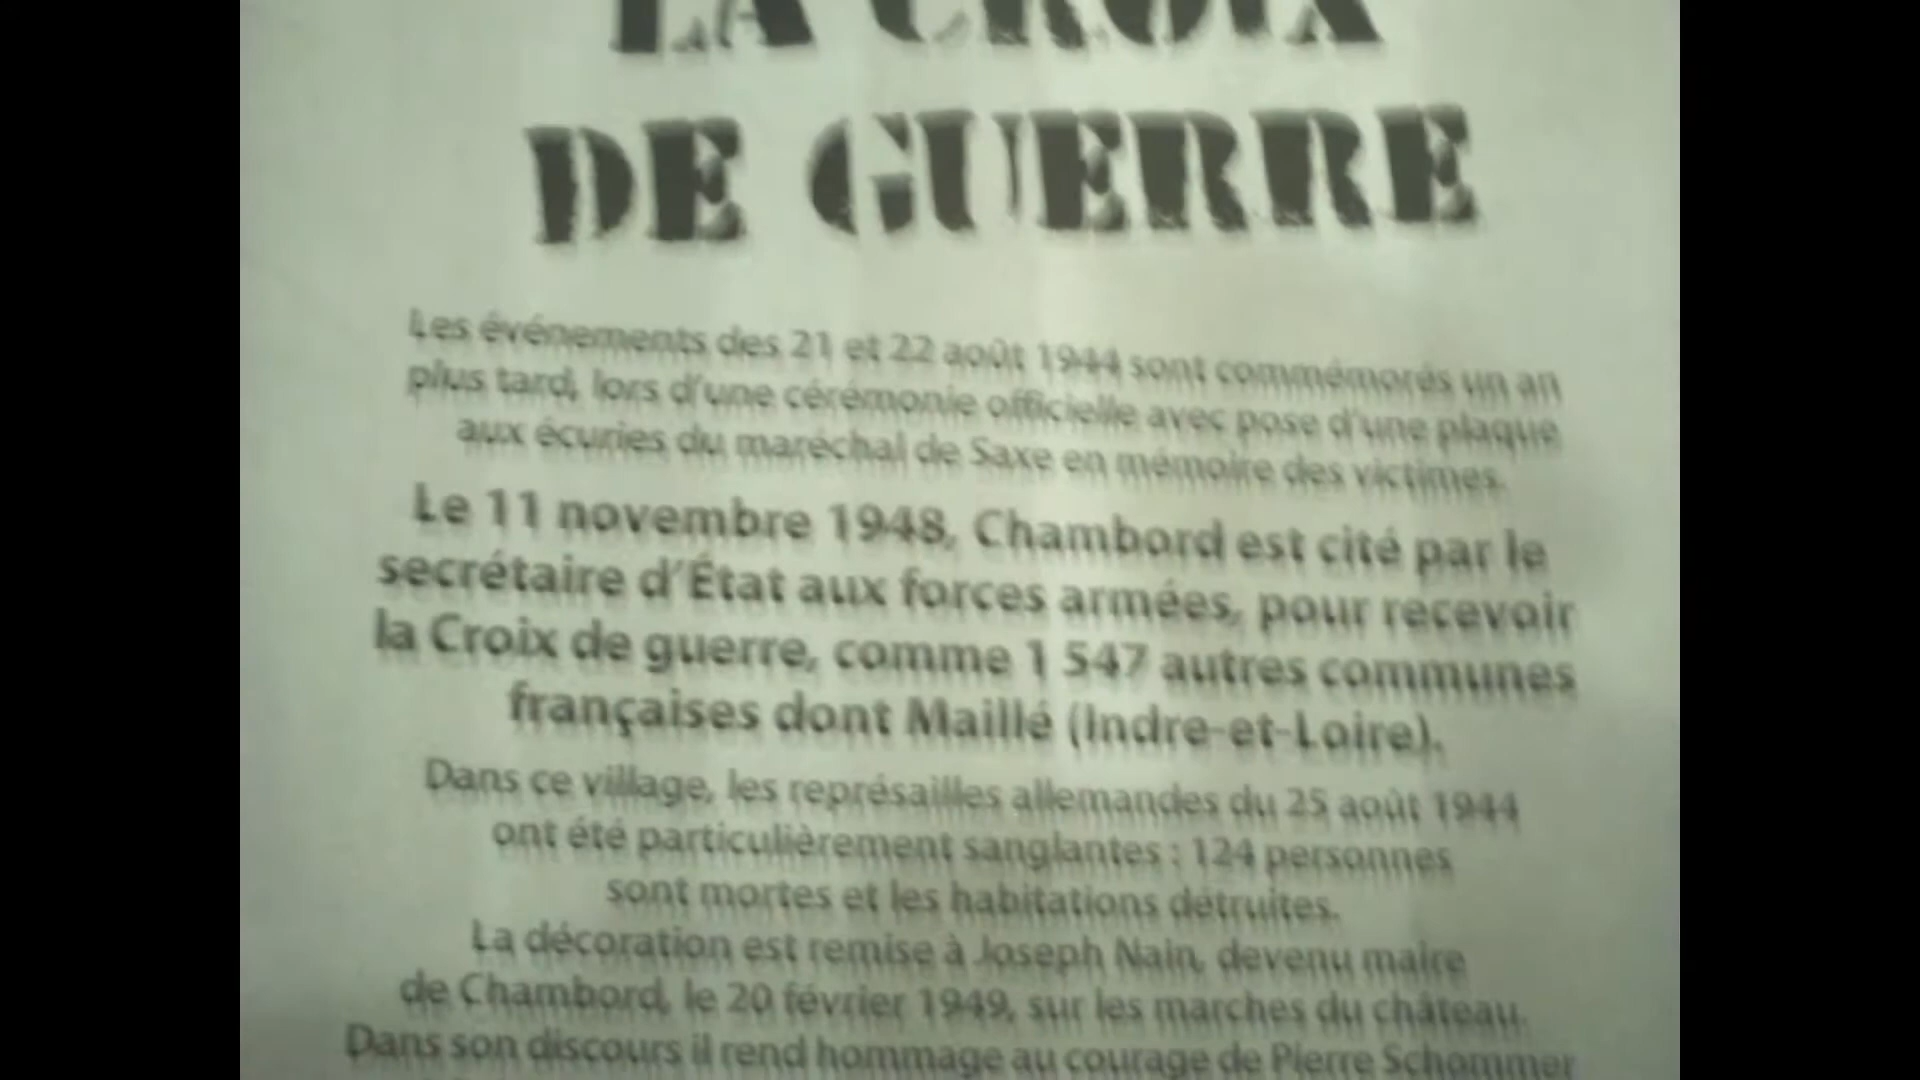 LA CROIX
DE GUERRE
Les événements des 21 et 22 août 1944 sont commémorés un an
plus tard, lors d'une cérémonie officielle avec pose d'une plaque
aux écuries du maréchal de Saxe en mémoire des victimes.
Le 11 novembre 1948, Chambord est cité par le
secrétaire d'État aux forces armées, pour recevoir
la Croix de guerre, comme 1 547 autres communes
françaises dont Maillé (Indre-et-Loire).
Dans ce village, les représailles allemandes du 25 août 1944
ont été particulièrement sanglantes : 124 personnes
sont mortes et les habitations détruites.
La décoration est remise à Joseph Nain, devenu maire
de Chambord, le 20 février 1949, sur les marches du château.
Dans son discours il rend hommage au courage de Pierre Schommer